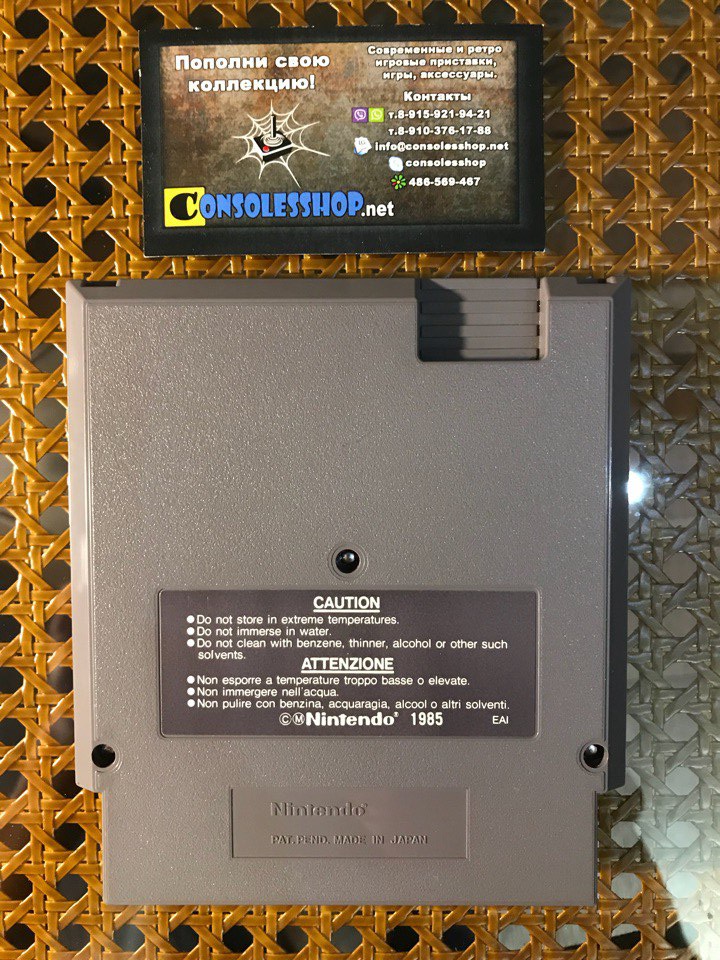 Пополни свою
коллекцию!
Современные и ретро
игровые приставки,
игры, аксессуары.
Контакты
т.8-915-921-94-21
т.8-910-376-17-88
info@consolesshop.net
consolesshop
486-569-467
CONSOLESSHOP.net
CAUTION
●Do not store in extreme temperatures.
●Do not immerse in water.
●Do not clean with benzene, thinner, alcohol or other such
solvents.
ATTENZIONE
●Non esporre a temperature troppo basse o elevate.
●Non immergere nell'acqua.
●Non pulire con benzina, acquaragia, alcool o altri solventi.
©ⓂNintendo® 1985 EAI
Nintendo®
PAT. PEND. MADE IN JAPAN